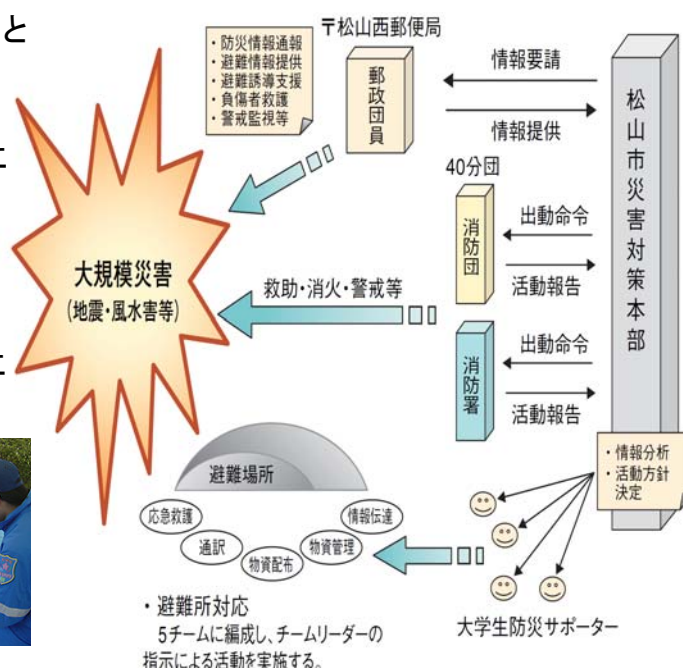 と
に
に
〒松山西郵便局
・防災情報通報
・避難情報提供
・避難誘導支援
・負傷者救護
・警戒監視等
郵政団員
情報要請
情報提供
松山市災害対策本部
40分団
消防団
出動命令
活動報告
大規模災害
(地震・風水害等)
救助・消火・警戒等
消防署
出動命令
活動報告
・情報分析
・活動方針
決定
避難場所
応急救護
通訳
物資配布
物資管理
情報伝達
大学生防災サポーター
・避難所対応
5チームに編成し、チームリーダーの
指示による活動を実施する。